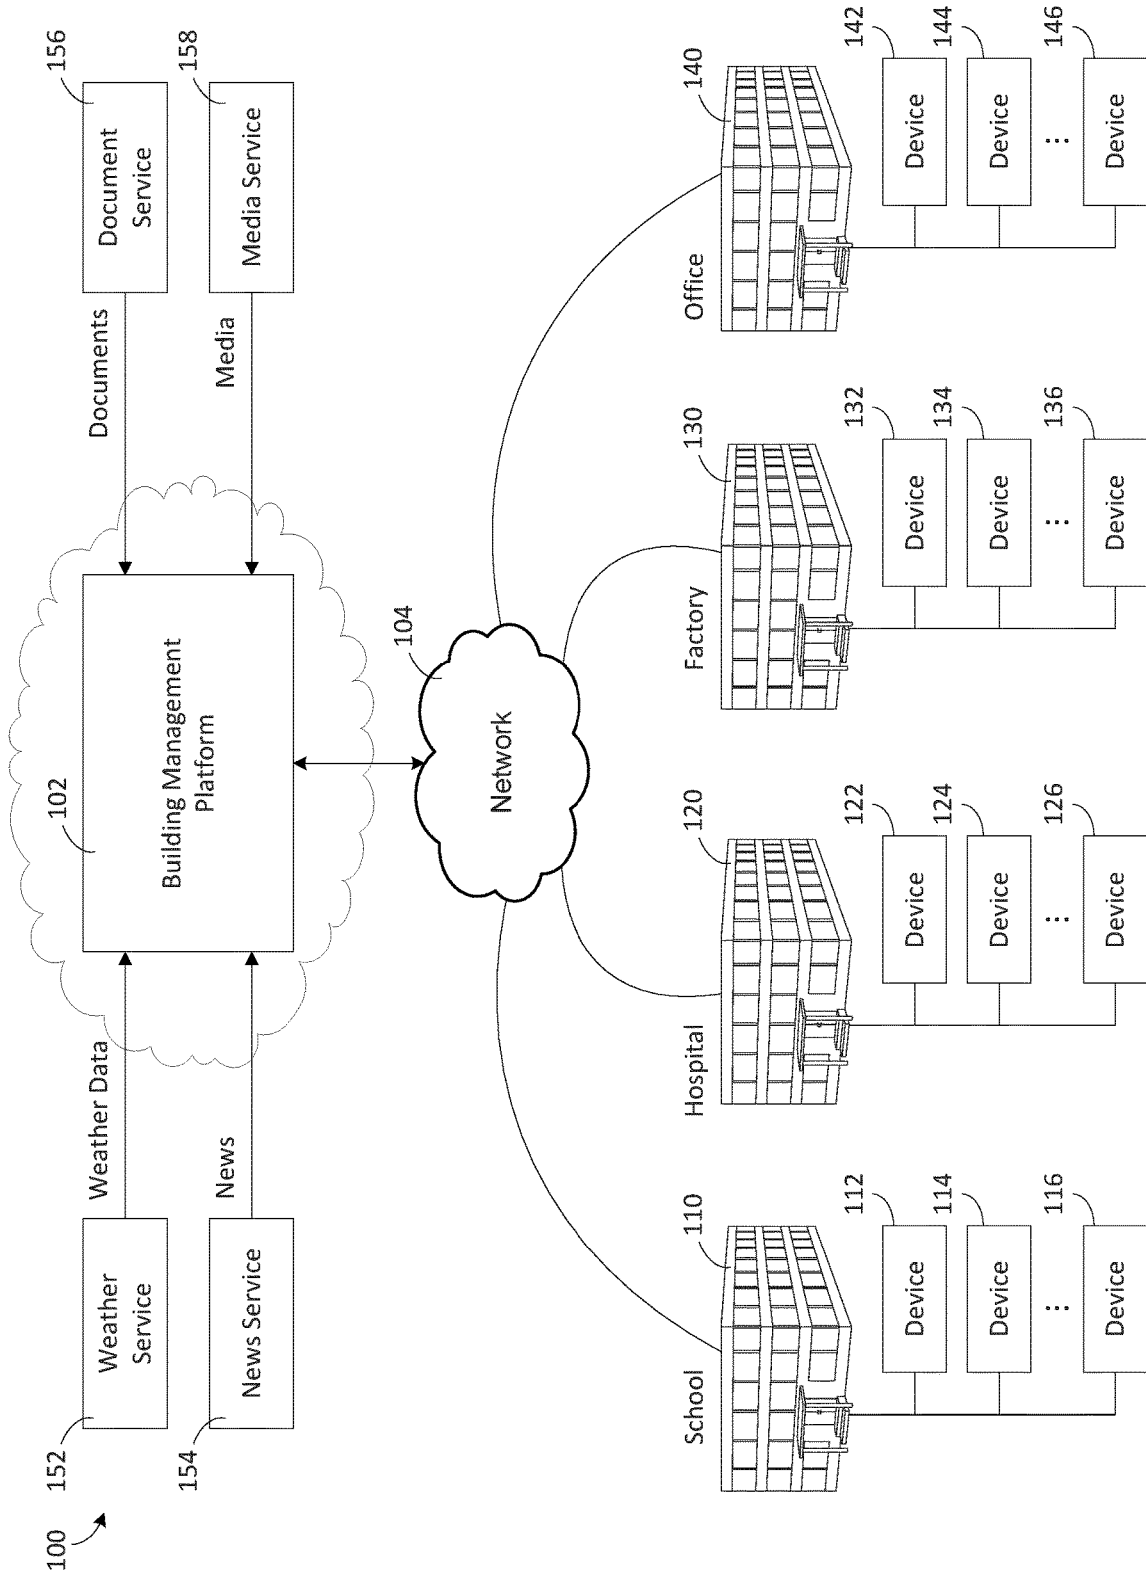 100
152
Weather
Service
Weather Data
102
Building Management
Platform
Documents
Document
Service
156
154
News Service
News
Media
Media Service
158
104
Network
School
110
Hospital
120
Factory
130
Office
140
Device
112
Device
122
Device
132
Device
142
Device
114
Device
124
Device
134
Device
144
Device
116
Device
126
Device
136
Device
146